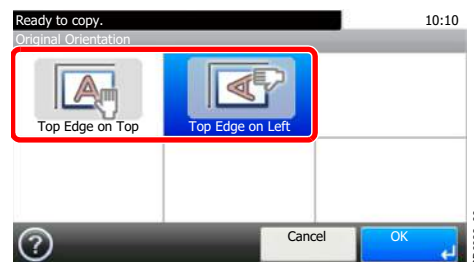 Ready to copy. 10:10
Original Orientation
A A
Top Edge on Top Top Edge on Left
? Cancel OK